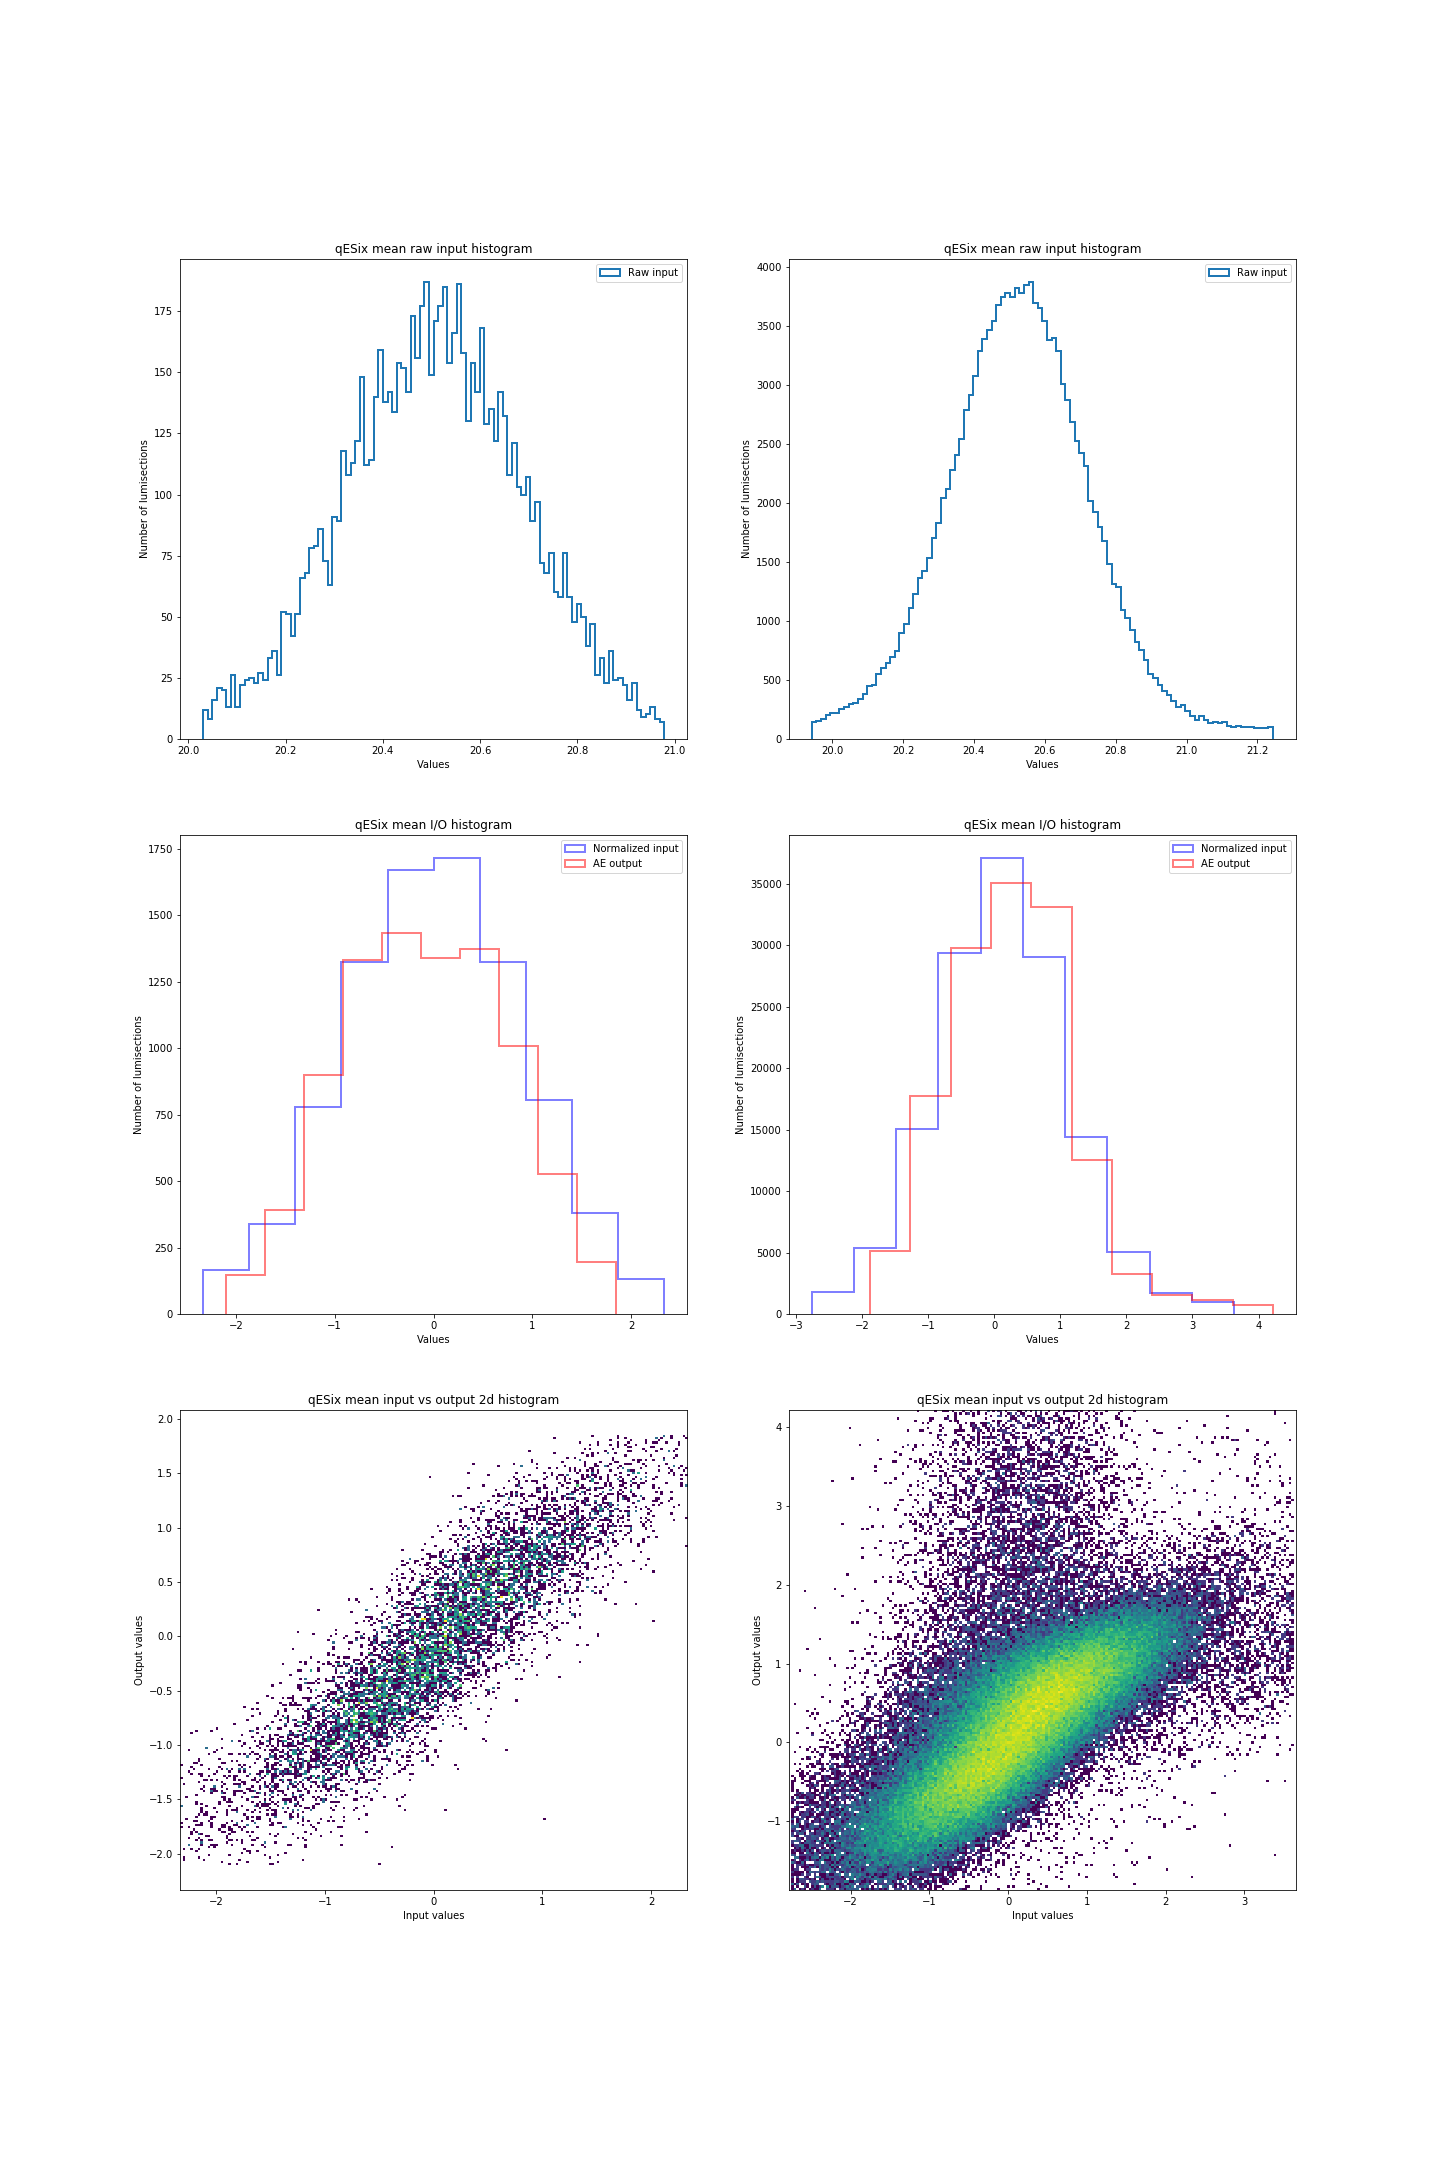 qESix mean raw input histogram
Raw input
175
150
125
100
75
50
25
0
Number of lumisections
20.0 20.2 20.4 20.6 20.8 21.0
Values
qESix mean raw input histogram
Raw input
4000
3500
3000
2500
2000
1500
1000
500
0
Number of lumisections
20.0 20.2 20.4 20.6 20.8 21.0 21.2
Values
qESix mean I/O histogram
Normalized input
AE output
1750
1500
1250
1000
750
500
250
0
Number of lumisections
−2 −1 0 1 2
Values
qESix mean I/O histogram
Normalized input
AE output
35000
30000
25000
20000
15000
10000
5000
0
Number of lumisections
−3 −2 −1 0 1 2 3 4
Values
qESix mean input vs output 2d histogram
2.0
1.5
1.0
0.5
0.0
−0.5
−1.0
−1.5
−2.0
Output values
−2 −1 0 1 2
Input values
qESix mean input vs output 2d histogram
4
3
2
1
0
−1
Output values
−2 −1 0 1 2 3
Input values